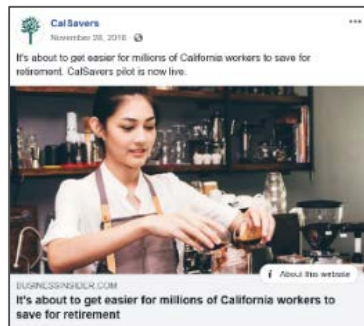 CalSavers
November 28, 2018
It's about to get easier for millions of California workers to save for
retirement. CalSavers pilot is now live.
i About this website
BUSINESSINSIDER.COM
It's about to get easier for millions of California workers to
save for retirement